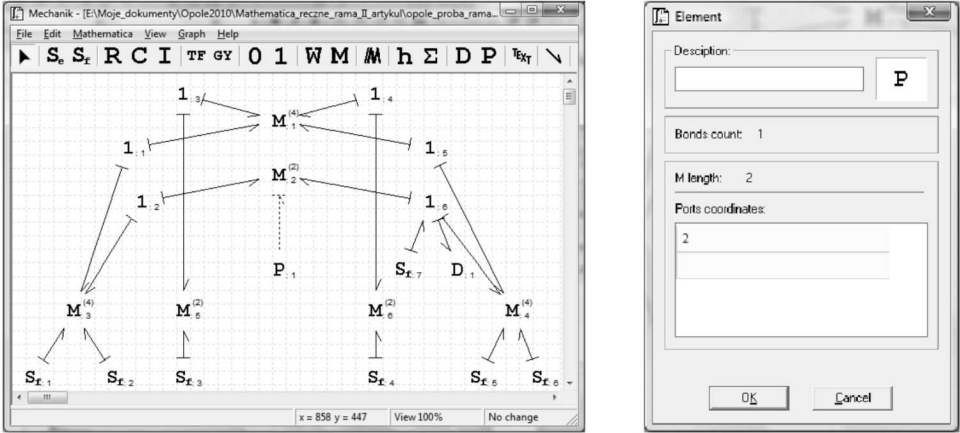 Mechanik - [E:\Moje_dokumenty\Opole2010\Mathematica_reczne_rama_II_artykul\opole_proba_rama...
File Edit Mathematica View Graph Help
Se Sf R C I TF GY 0 1 W M h Σ D P TEXT
1:3 1:4
M:1(4)
1:1 1:5
M:2(2)
1:2 1:6
P:1 Sf:7 D:1
M:3(4) M:5(2) M:6(2) M:4(4)
Sf:1 Sf:2 Sf:3 Sf:4 Sf:5 Sf:6
x = 858 y = 447 View 100% No change
Element
Desciption:
P
Bonds count: 1
M length: 2
Ports coordinates:
2
OK Cancel